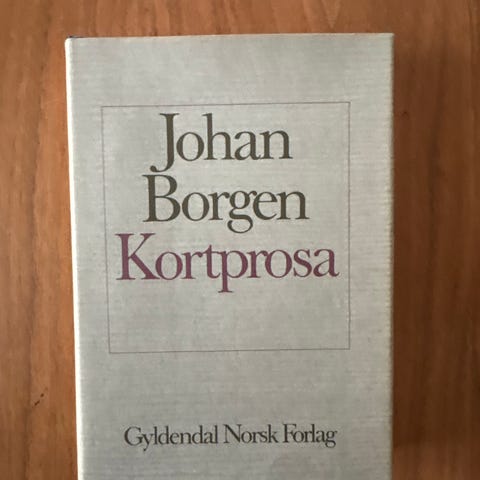 Johan
Borgen
Kortprosa
Gyldendal Norsk Forlag